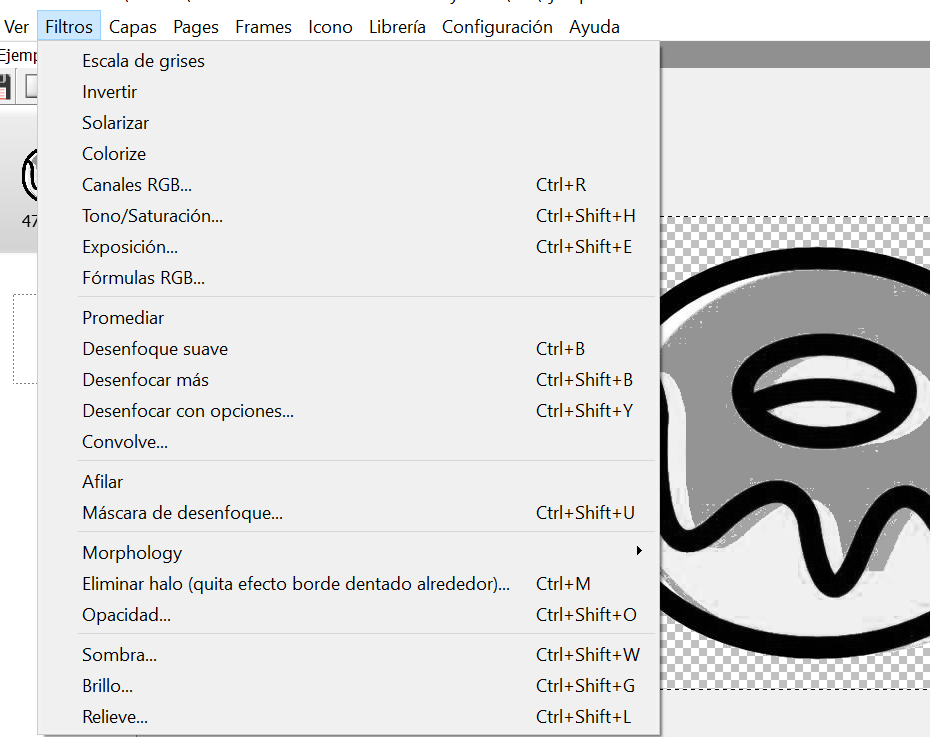 Ver Filtros Capas Pages Frames Icono Librería Configuración Ayuda
Ejemp
47
Escala de grises
Invertir
Solarizar
Colorize
Canales RGB... Ctrl+R
Tono/Saturación... Ctrl+Shift+H
Exposición... Ctrl+Shift+E
Fórmulas RGB...
Promediar
Desenfoque suave Ctrl+B
Desenfocar más Ctrl+Shift+B
Desenfocar con opciones... Ctrl+Shift+Y
Convolve...
Afilar
Máscara de desenfoque... Ctrl+Shift+U
Morphology
Eliminar halo (quita efecto borde dentado alrededor)... Ctrl+M
Opacidad... Ctrl+Shift+O
Sombra... Ctrl+Shift+W
Brillo... Ctrl+Shift+G
Relieve... Ctrl+Shift+L